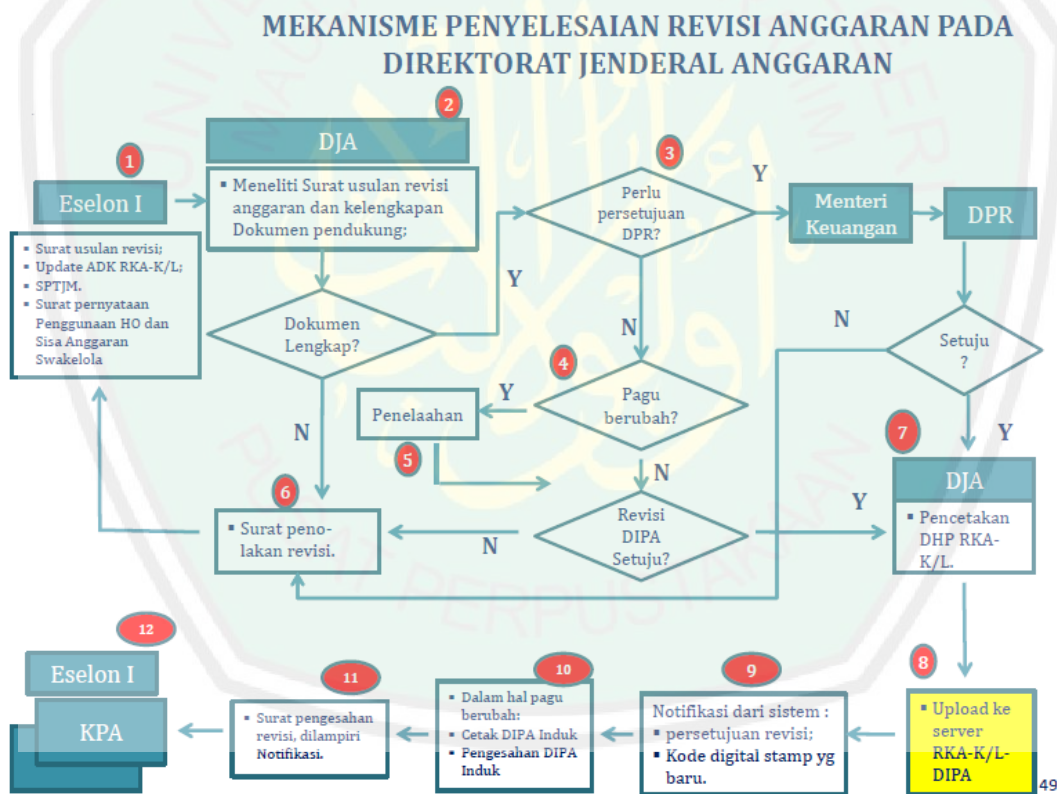 MEKANISME PENYELESAIAN REVISI ANGGARAN PADA
DIREKTORAT JENDERAL ANGGARAN
1
Eselon I
▪ Surat usulan revisi;
▪ Update ADK RKA-K/L;
▪ SPTJM.
▪ Surat pernyataan
Penggunaan HO dan
Sisa Anggaran
Swakelola
2
DJA
▪ Meneliti Surat usulan revisi
anggaran dan kelengkapan
Dokumen pendukung;
Dokumen
Lengkap?
Y
N
3
Perlu
persetujuan
DPR?
Y
N
Menteri
Keuangan
DPR
Setuju
?
N
Y
4
Pagu
berubah?
Y
N
Penelaahan
5
Revisi
DIPA
Setuju?
N
Y
6
▪ Surat peno-
lakan revisi.
7
DJA
▪ Pencetakan
DHP RKA-
K/L.
8
▪ Upload ke
server
RKA-K/L-
DIPA
9
Notifikasi dari sistem :
▪ persetujuan revisi;
▪ Kode digital stamp yg
baru.
10
▪ Dalam hal pagu
berubah:
▪ Cetak DIPA Induk
▪ Pengesahan DIPA
Induk
11
▪ Surat pengesahan
revisi, dilampiri
Notifikasi.
12
Eselon I
KPA
49
PUSAT PERPUSTAKAAN